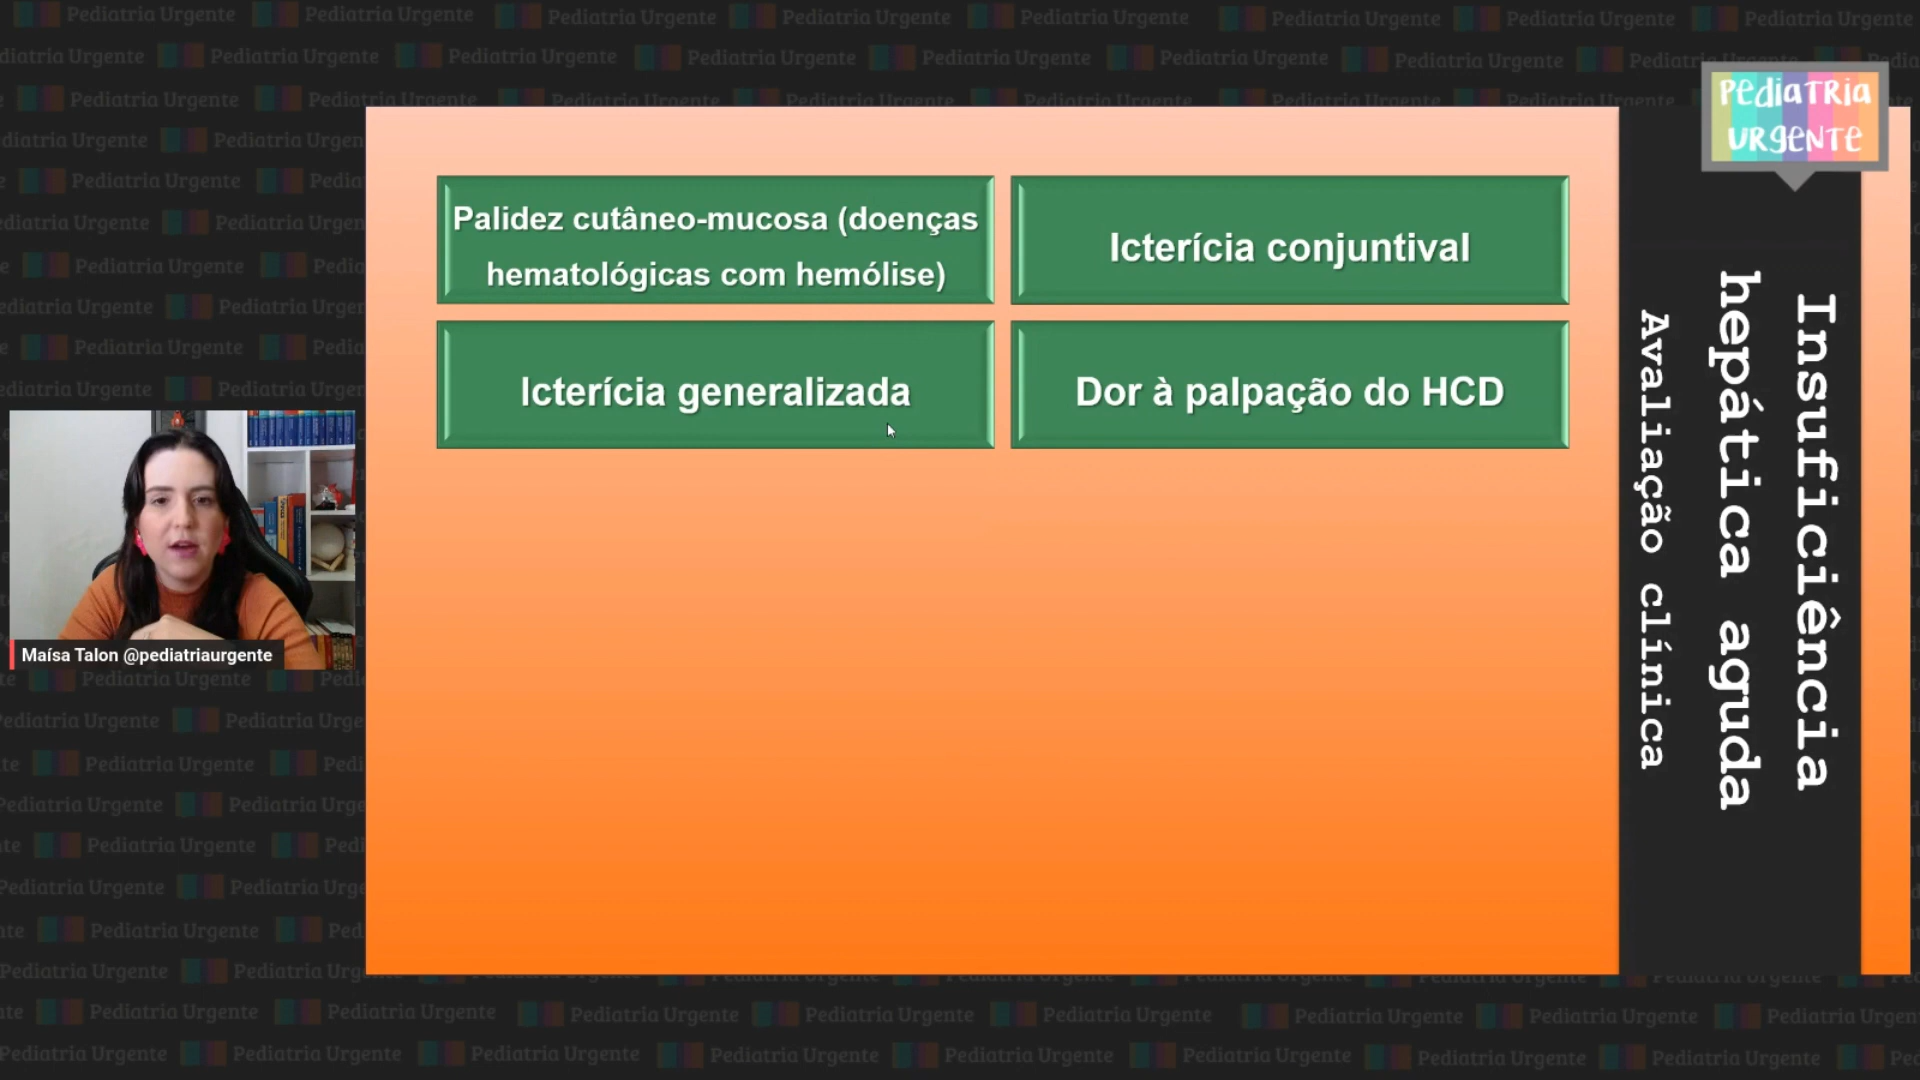 PEDIATRIA
URGENTE
Palidez cutâneo-mucosa (doenças
hematológicas com hemólise)
Icterícia conjuntival
Icterícia generalizada
Dor à palpação do HCD
Insuficiência
hepática aguda
Avaliação clínica
Maísa Talon @pediatriaurgente
Pediatria Urgente